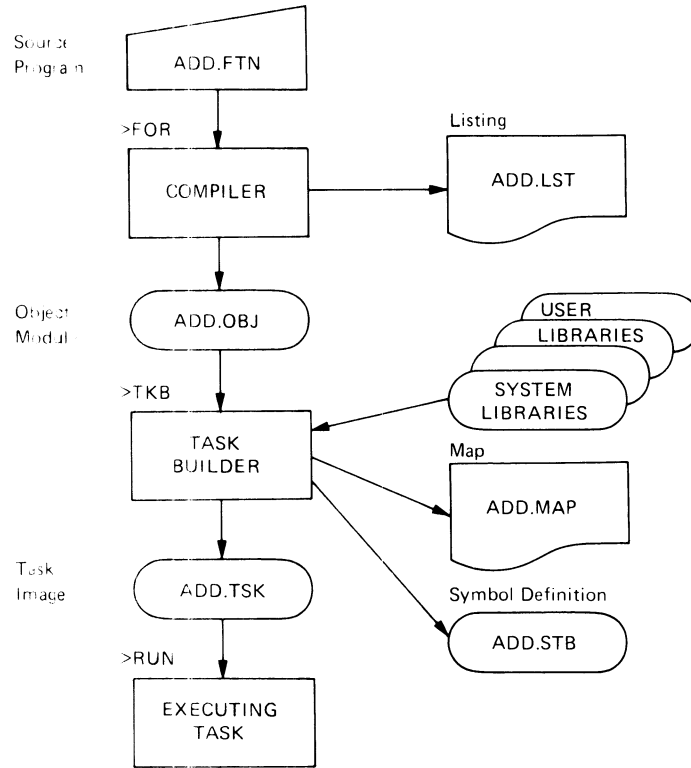 Source
Program
ADD.FTN
>FOR
Listing
COMPILER
ADD.LST
Object
Module
ADD.OBJ
USER
LIBRARIES
>TKB
SYSTEM
LIBRARIES
TASK
BUILDER
Map
ADD.MAP
Task
Image
ADD.TSK
Symbol Definition
ADD.STB
>RUN
EXECUTING
TASK